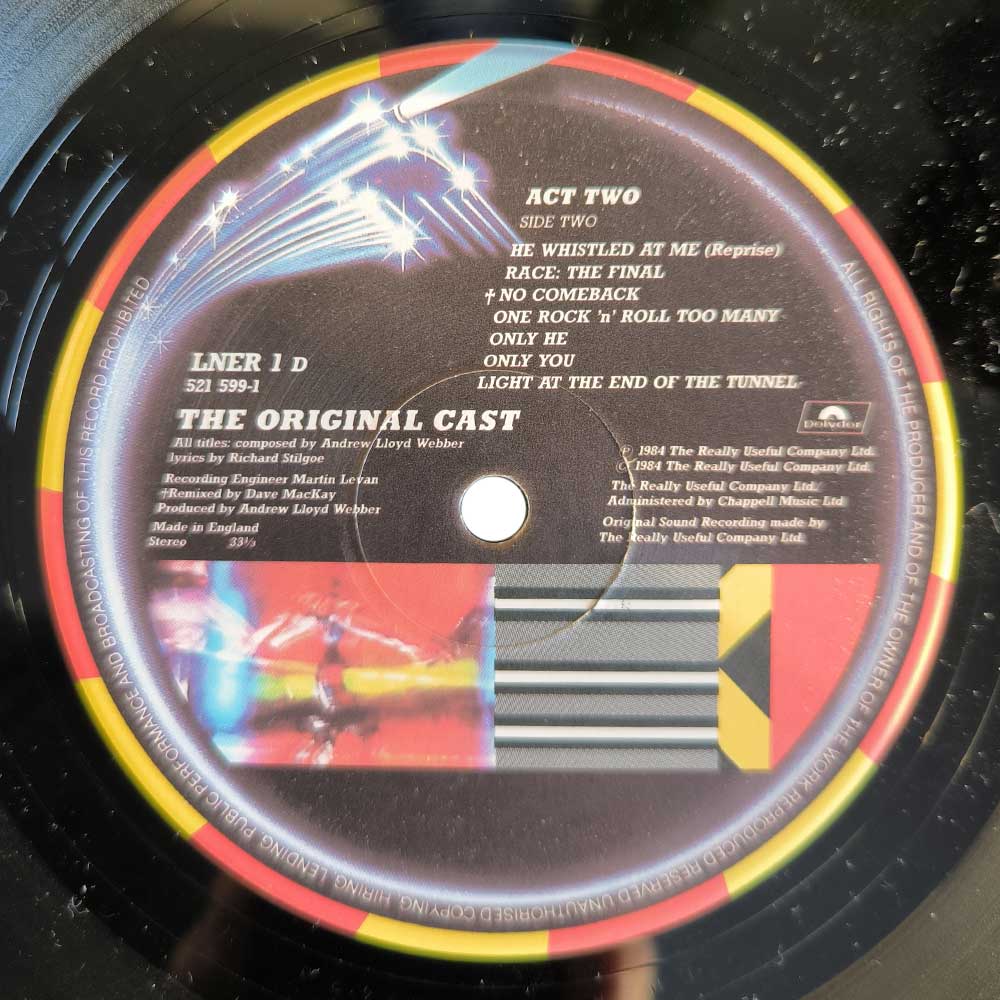 ACT TWO
SIDE TWO
HE WHISTLED AT ME (Reprise)
RACE: THE FINAL
† NO COMEBACK
ONE ROCK 'n' ROLL TOO MANY
ONLY HE
ONLY YOU
LIGHT AT THE END OF THE TUNNEL
LNER 1 D
521 599-1
THE ORIGINAL CAST
All titles: composed by Andrew Lloyd Webber
lyrics by Richard Stilgoe
Recording Engineer Martin Levan
†Remixed by Dave MacKay
Produced by Andrew Lloyd Webber
Made in England
Stereo 33⅓
Polydor
℗ 1984 The Really Useful Company Ltd.
© 1984 The Really Useful Company Ltd.
The Really Useful Company Ltd.
Administered by Chappell Music Ltd
Original Sound Recording made by
The Really Useful Company Ltd.
ALL RIGHTS OF THE PRODUCER AND OF THE OWNER OF THE WORK REPRODUCED RESERVED UNAUTHORISED COPYING HIRING LENDING PUBLIC PERFORMANCE AND BROADCASTING OF THIS RECORD PROHIBITED